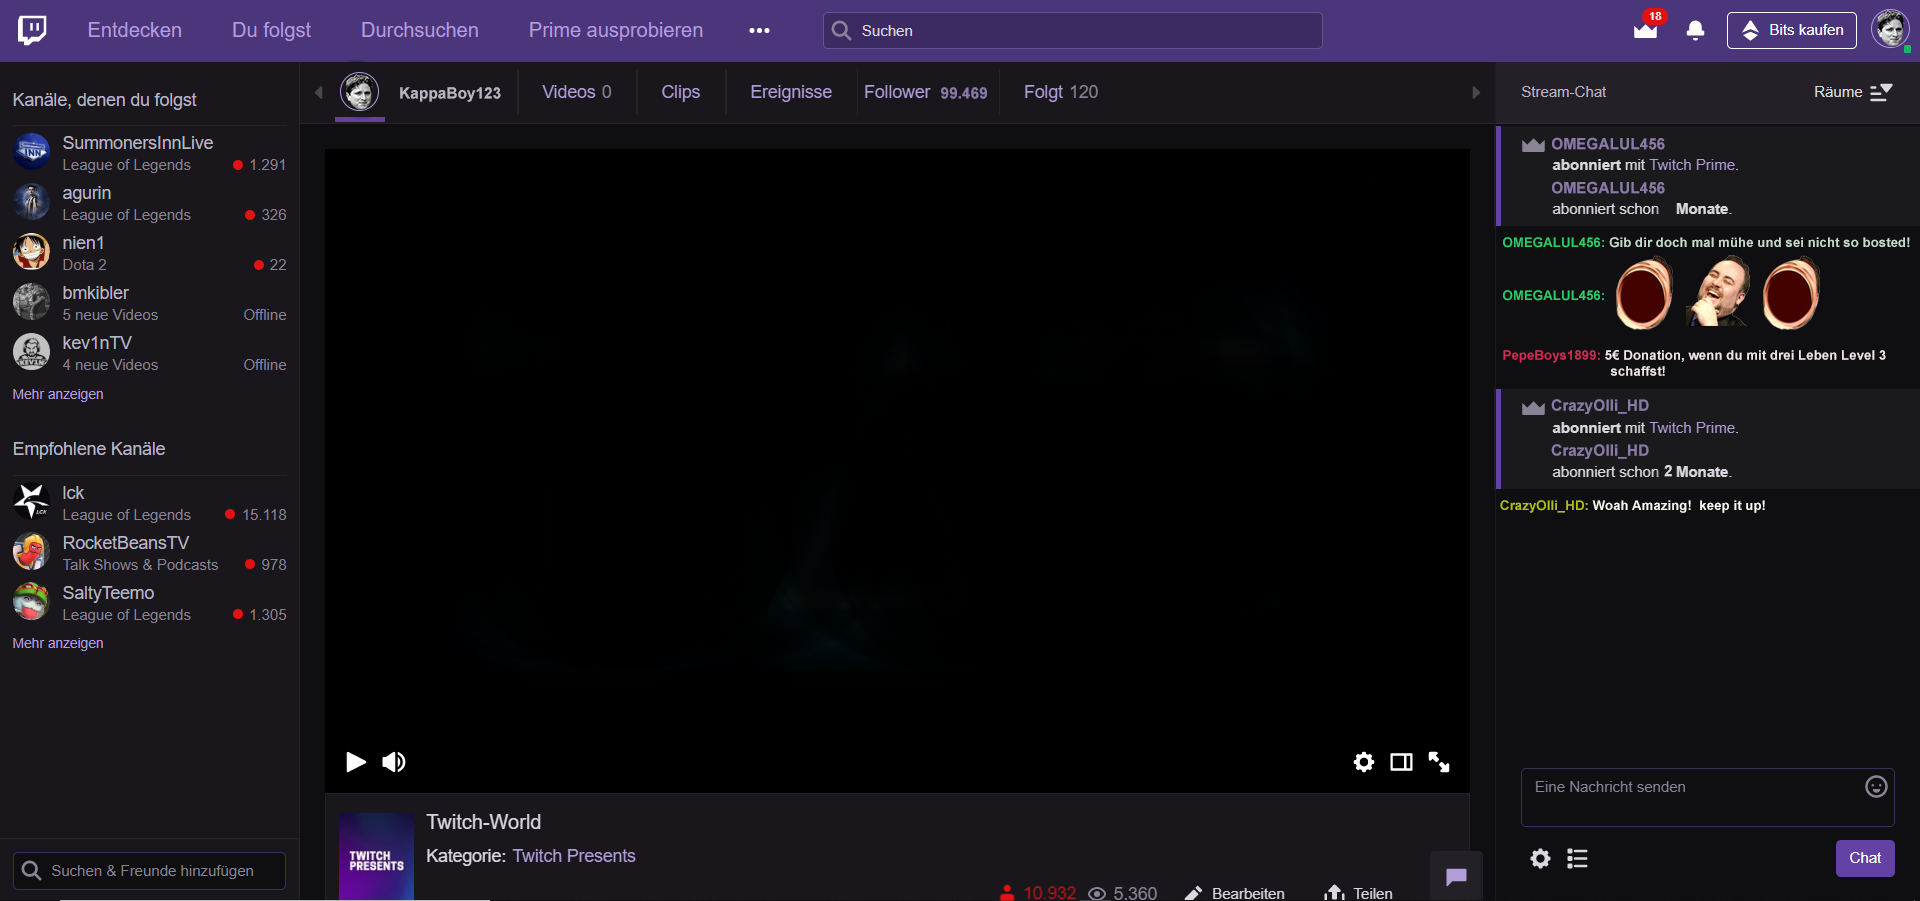 Entdecken Du folgst Durchsuchen Prime ausprobieren ••• Suchen 18 Bits kaufen
Kanäle, denen du folgst
SummonersInnLive
League of Legends 1.291
agurin
League of Legends 326
nien1
Dota 2 22
bmkibler
5 neue Videos Offline
kev1nTV
4 neue Videos Offline
Mehr anzeigen
Empfohlene Kanäle
lck
League of Legends 15.118
RocketBeansTV
Talk Shows & Podcasts 978
SaltyTeemo
League of Legends 1.305
Mehr anzeigen
Suchen & Freunde hinzufügen
KappaBoy123 Videos 0 Clips Ereignisse Follower 99.469 Folgt 120
TWITCH
PRESENTS
Twitch-World
Kategorie: Twitch Presents
10.932 5.360 Bearbeiten Teilen
Stream-Chat Räume
OMEGALUL456
abonniert mit Twitch Prime.
OMEGALUL456
abonniert schon Monate.
OMEGALUL456: Gib dir doch mal mühe und sei nicht so bosted!
OMEGALUL456:
PepeBoys1899: 5€ Donation, wenn du mit drei Leben Level 3
schaffst!
CrazyOlli_HD
abonniert mit Twitch Prime.
CrazyOlli_HD
abonniert schon 2 Monate.
CrazyOlli_HD: Woah Amazing! keep it up!
Eine Nachricht senden
Chat